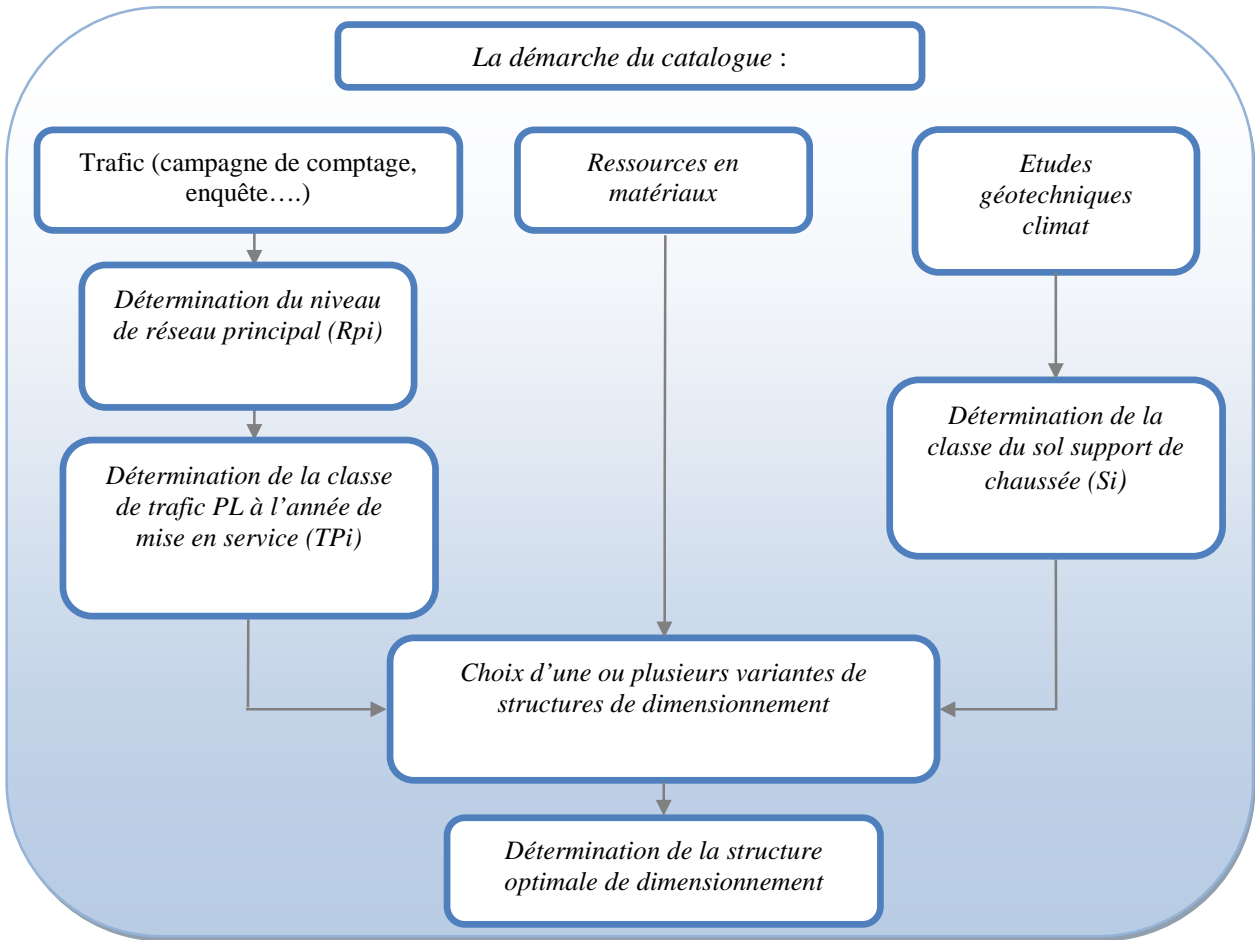 La démarche du catalogue :
Trafic (campagne de comptage,
enquête….)
Ressources en
matériaux
Etudes
géotechniques
climat
Détermination du niveau
de réseau principal (Rpi)
Détermination de la classe
du sol support de
chaussée (Si)
Détermination de la classe
de trafic PL à l’année de
mise en service (TPi)
Choix d’une ou plusieurs variantes de
structures de dimensionnement
Détermination de la structure
optimale de dimensionnement